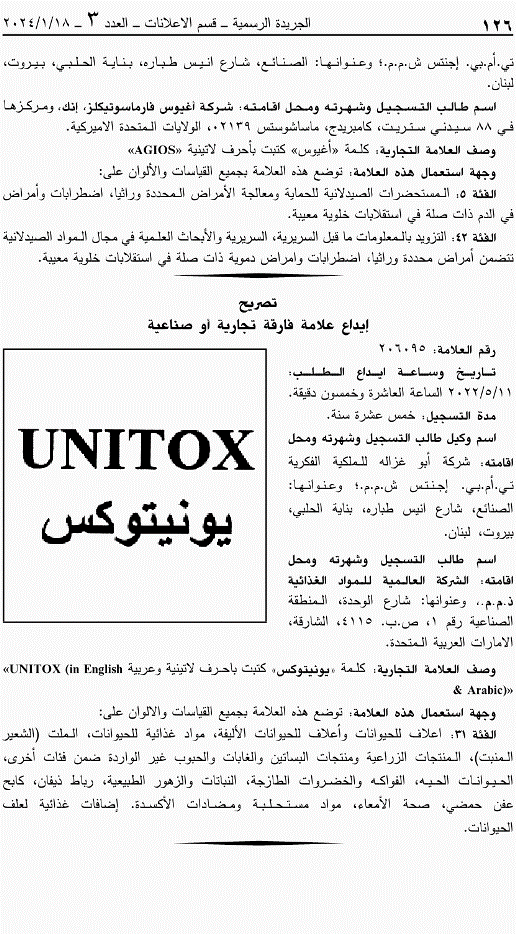 ١٢٦
الجريدة الرسمية ــ قسم الاعلانات ــ العدد ٣ ــ ٢٠٢٤/١/١٨
تي.أم.بي. إجنتس ش.م.م.؛ وعنوانها: الصنائع، شارع انيس طباره، بناية الحلبي، بيروت،
لبنان.
اسم طالب التسجيل وشهرته ومحل اقامته: شركة أغيوس فارماسوتيكلز، إنك، ومركزها
في ٨٨ سيدني ستريت، كامبريدج، ماساشوستس ٠٢١٣٩، الولايات المتحدة الاميركية.
وصف العلامة التجارية: كلمة «أغيوس» كتبت بأحرف لاتينية «AGIOS»
وجهة استعمال هذه العلامة: توضع هذه العلامة بجميع القياسات والألوان على:
الفئة ٥: المستحضرات الصيدلانية للحماية ومعالجة الأمراض المحددة وراثيا، اضطرابات وأمراض
في الدم ذات صلة في استقلابات خلوية معيبة.
الفئة ٤٢: التزويد بالمعلومات ما قبل السريرية، السريرية والأبحاث العلمية في مجال المواد الصيدلانية
تتضمن أمراض محددة وراثيا، اضطرابات وامراض دموية ذات صلة في استقلابات خلوية معيبة.
تصريح
إيداع علامة فارقة تجارية أو صناعية
رقم العلامة: ٢٠٦٠٩٥
تاريخ وساعة ايداع الطلب:
٢٠٢٢/٥/١١ الساعة العاشرة وخمسون دقيقة.
مدة التسجيل: خمس عشرة سنة.
اسم وكيل طالب التسجيل وشهرته ومحل
اقامته: شركة أبو غزاله للملكية الفكرية
تي.أم.بي. إجنتس ش.م.م.؛ وعنوانها:
الصنائع، شارع انيس طباره، بناية الحلبي،
بيروت، لبنان.
اسم طالب التسجيل وشهرته ومحل
اقامته: الشركة العالمية للمواد الغذائية
ذ.م.م.، وعنوانها: شارع الوحدة، المنطقة
الصناعية رقم ١، ص.ب. ٤١١٥، الشارقة،
الامارات العربية المتحدة.
UNITOX
يونيتوكس
وصف العلامة التجارية: كلمة «يونيتوكس» كتبت باحرف لاتينية وعربية UNITOX (in English»
& Arabic)»
وجهة استعمال هذه العلامة: توضع هذه العلامة بجميع القياسات والالوان على:
الفئة ٣١: اعلاف للحيوانات وأعلاف للحيوانات الأليفة، مواد غذائية للحيوانات، الملت (الشعير
المنبت)، المنتجات الزراعية ومنتجات البساتين والغابات والحبوب غير الواردة ضمن فئات أخرى،
الحيوانات الحيه، الفواكه والخضروات الطازجة، النباتات والزهور الطبيعية، رباط ذيفان، كابح
عفن حمضي، صحة الأمعاء، مواد مستحلبة ومضادات الأكسدة. إضافات غذائية لعلف
الحيوانات.